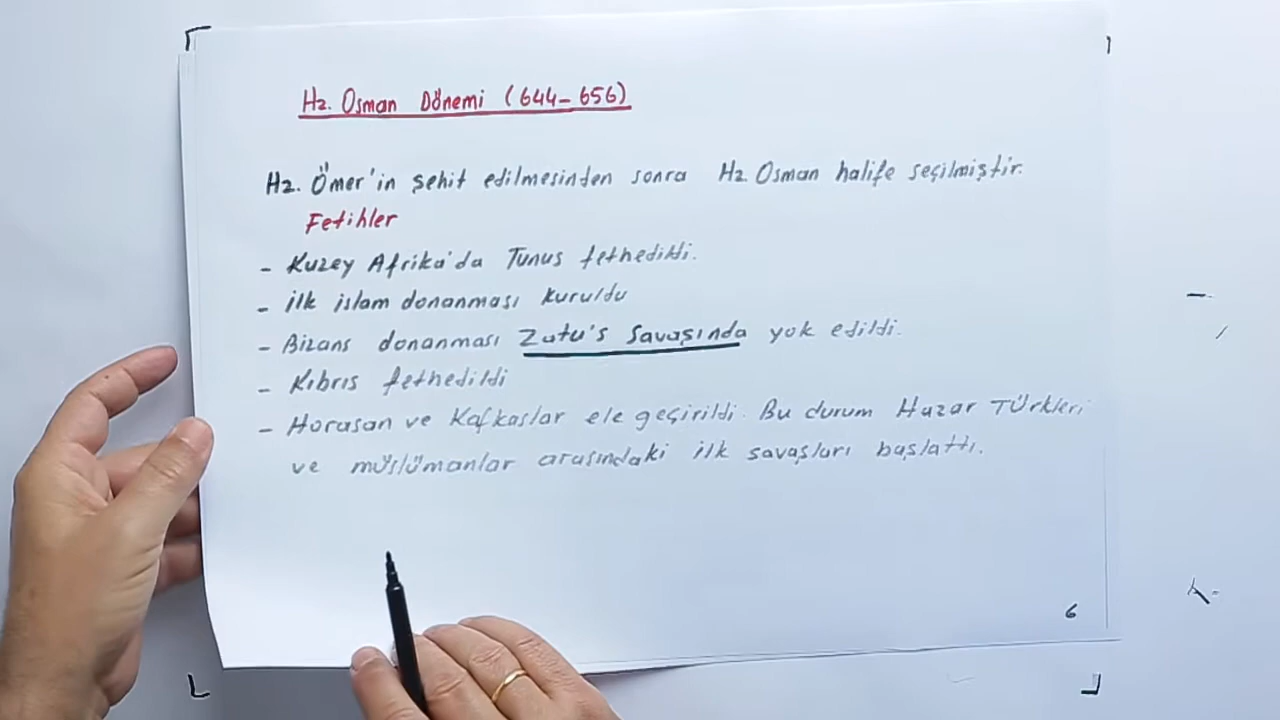 Hz. Osman Dönemi (644-656)
Hz. Ömer'in şehit edilmesinden sonra Hz. Osman halife seçilmiştir.
Fetihler
- Kuzey Afrika'da Tunus fethedildi.
- ilk islam donanması kuruldu
- Bizans donanması Zatu's Savaşında yok edildi.
- Kıbrıs fethedildi
- Horasan ve Kafkaslar ele geçirildi. Bu durum Hazar Türkleri
ve müslümanlar arasındaki ilk savaşları başlattı.
6